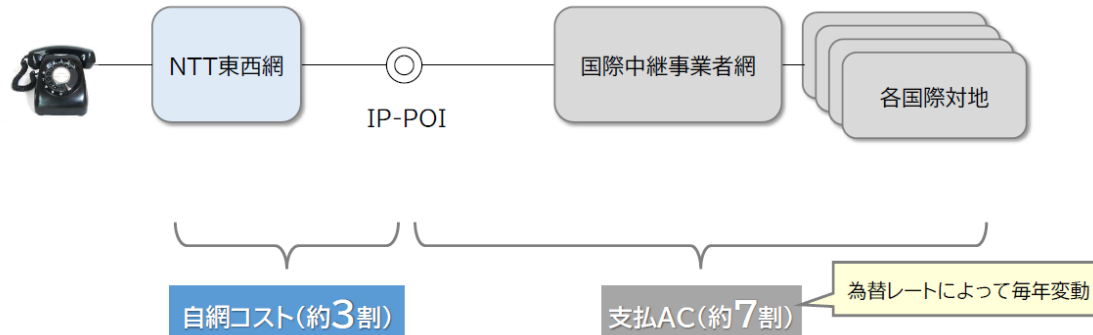 NTT東西網
国際中継事業者網
各国際対地
IP-POI
自網コスト(約3割)
支払AC(約7割)
為替レートによって毎年変動